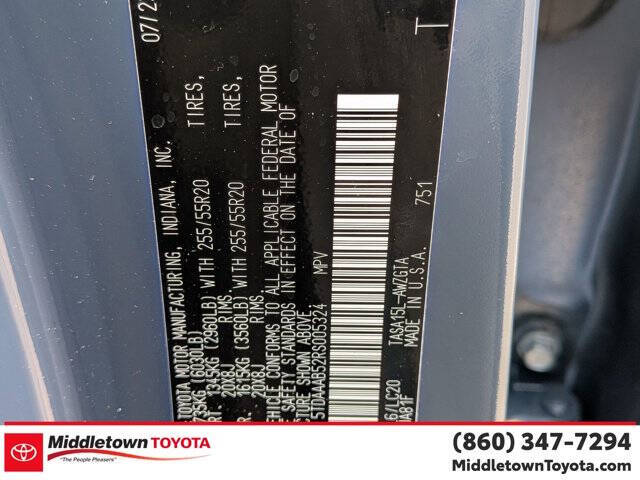 07/2
TOYOTA MOTOR MANUFACTURING, INDIANA, INC.
735KG (6030LB)
1345KG (2960LB) WITH 255/55R20 TIRES,
20X8J RIMS
1615KG (3560LB) WITH 255/55R20 TIRES,
20X8J RIMS
VEHICLE CONFORMS TO ALL APPLICABLE FEDERAL MOTOR
SAFETY STANDARDS IN EFFECT ON THE DATE OF
SHOWN ABOVE.
5TDAAAB52RS005324 MPV
TASA15L-AWZGTA
/LC20
A81F MADE IN U.S.A. 751
T
Middletown TOYOTA
"The People Pleasers"
(860) 347-7294
MiddletownToyota.com